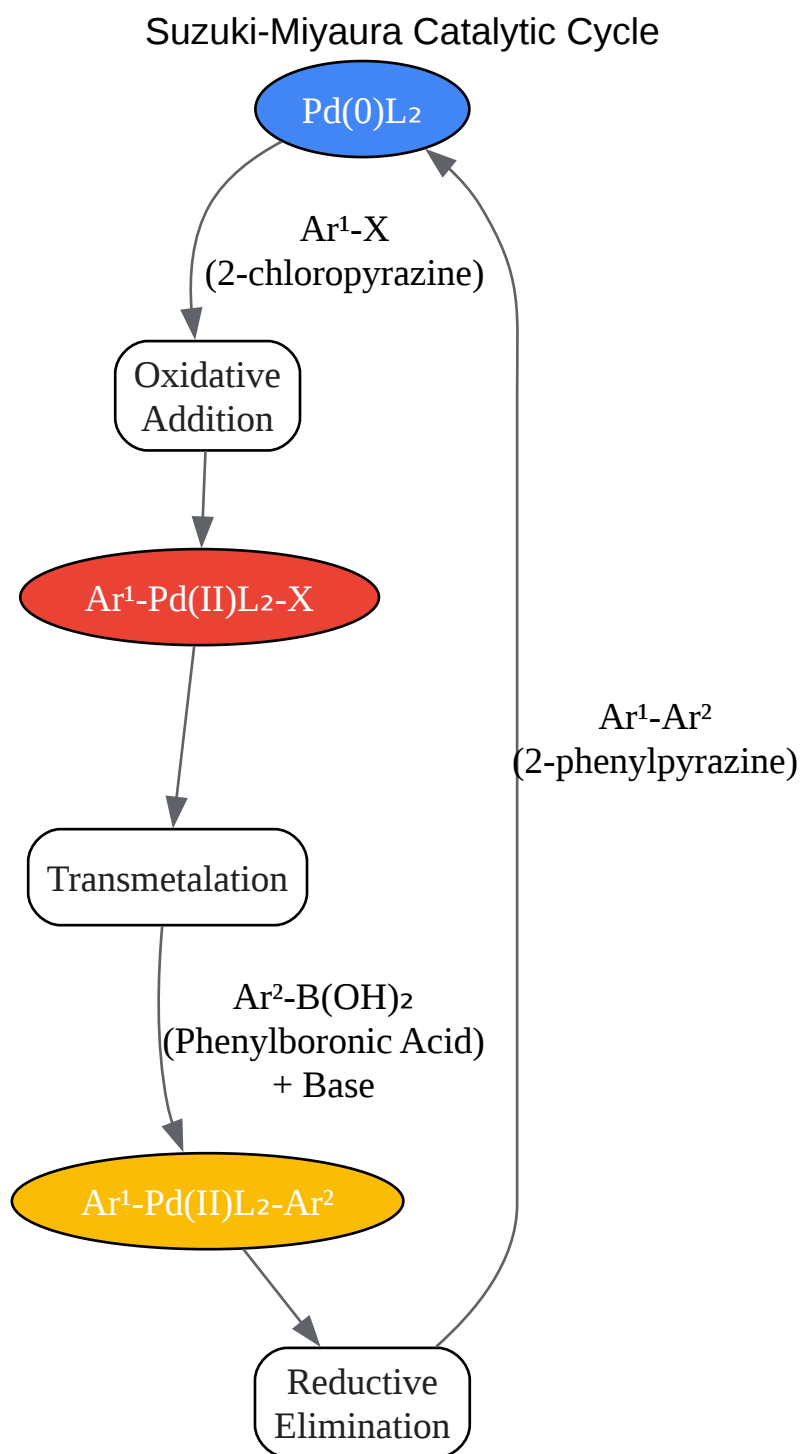 Suzuki-Miyaura Catalytic Cycle
Pd(0)L₂
Ar¹-X
(2-chloropyrazine)
Oxidative
Addition
Ar¹-Pd(II)L₂-X
Ar¹-Ar²
(2-phenylpyrazine)
Transmetalation
Ar²-B(OH)₂
(Phenylboronic Acid)
+ Base
Ar¹-Pd(II)L₂-Ar²
Reductive
Elimination